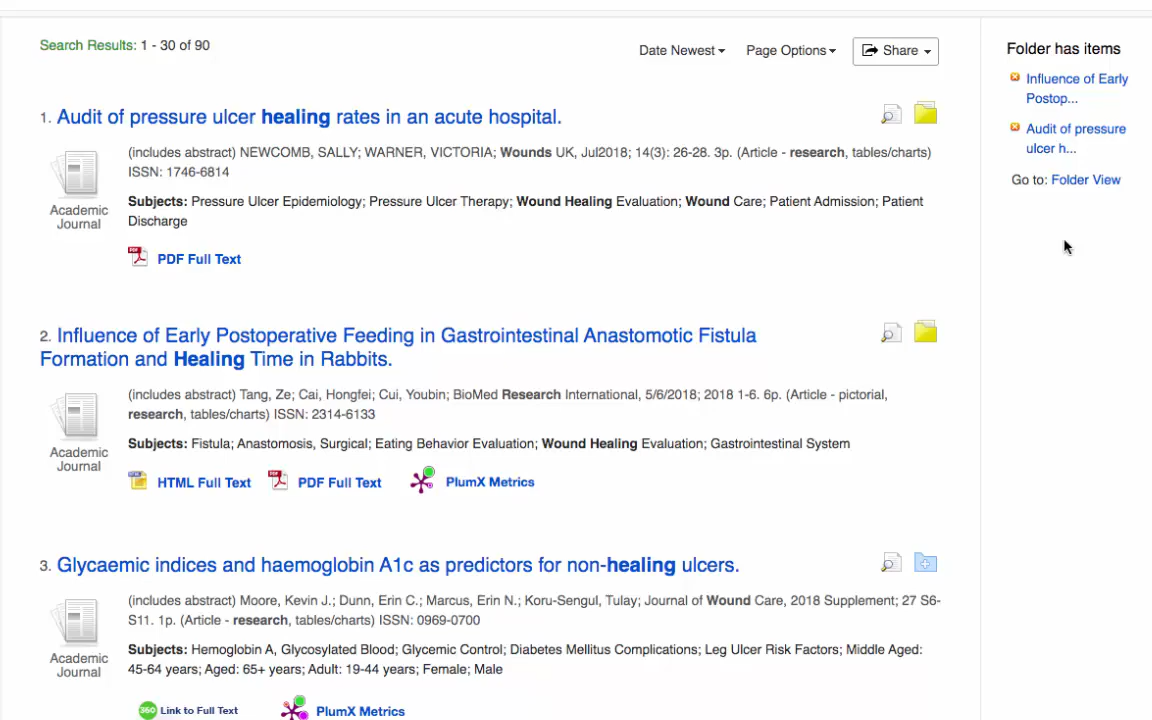 Search Results: 1 - 30 of 90
Date Newest
Page Options
Share
1. Audit of pressure ulcer healing rates in an acute hospital.
(includes abstract) NEWCOMB, SALLY; WARNER, VICTORIA; Wounds UK, Jul2018; 14(3): 26-28. 3p. (Article - research, tables/charts)
ISSN: 1746-6814
Academic
Journal
Subjects: Pressure Ulcer Epidemiology; Pressure Ulcer Therapy; Wound Healing Evaluation; Wound Care; Patient Admission; Patient
Discharge
PDF Full Text
2. Influence of Early Postoperative Feeding in Gastrointestinal Anastomotic Fistula
Formation and Healing Time in Rabbits.
(includes abstract) Tang, Ze; Cai, Hongfei; Cui, Youbin; BioMed Research International, 5/6/2018; 2018 1-6. 6p. (Article - pictorial,
research, tables/charts) ISSN: 2314-6133
Academic
Journal
Subjects: Fistula; Anastomosis, Surgical; Eating Behavior Evaluation; Wound Healing Evaluation; Gastrointestinal System
HTML Full Text
PDF Full Text
PlumX Metrics
3. Glycaemic indices and haemoglobin A1c as predictors for non-healing ulcers.
(includes abstract) Moore, Kevin J.; Dunn, Erin C.; Marcus, Erin N.; Koru-Sengul, Tulay; Journal of Wound Care, 2018 Supplement; 27 S6-
S11. 1p. (Article - research, tables/charts) ISSN: 0969-0700
Academic
Journal
Subjects: Hemoglobin A, Glycosylated Blood; Glycemic Control; Diabetes Mellitus Complications; Leg Ulcer Risk Factors; Middle Aged:
45-64 years; Aged: 65+ years; Adult: 19-44 years; Female; Male
360 Link to Full Text
PlumX Metrics
Folder has items
Influence of Early
Postop...
Audit of pressure
ulcer h...
Go to: Folder View